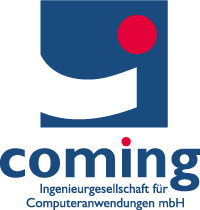 coming
Ingenieurgesellschaft für
Computeranwendungen mbH